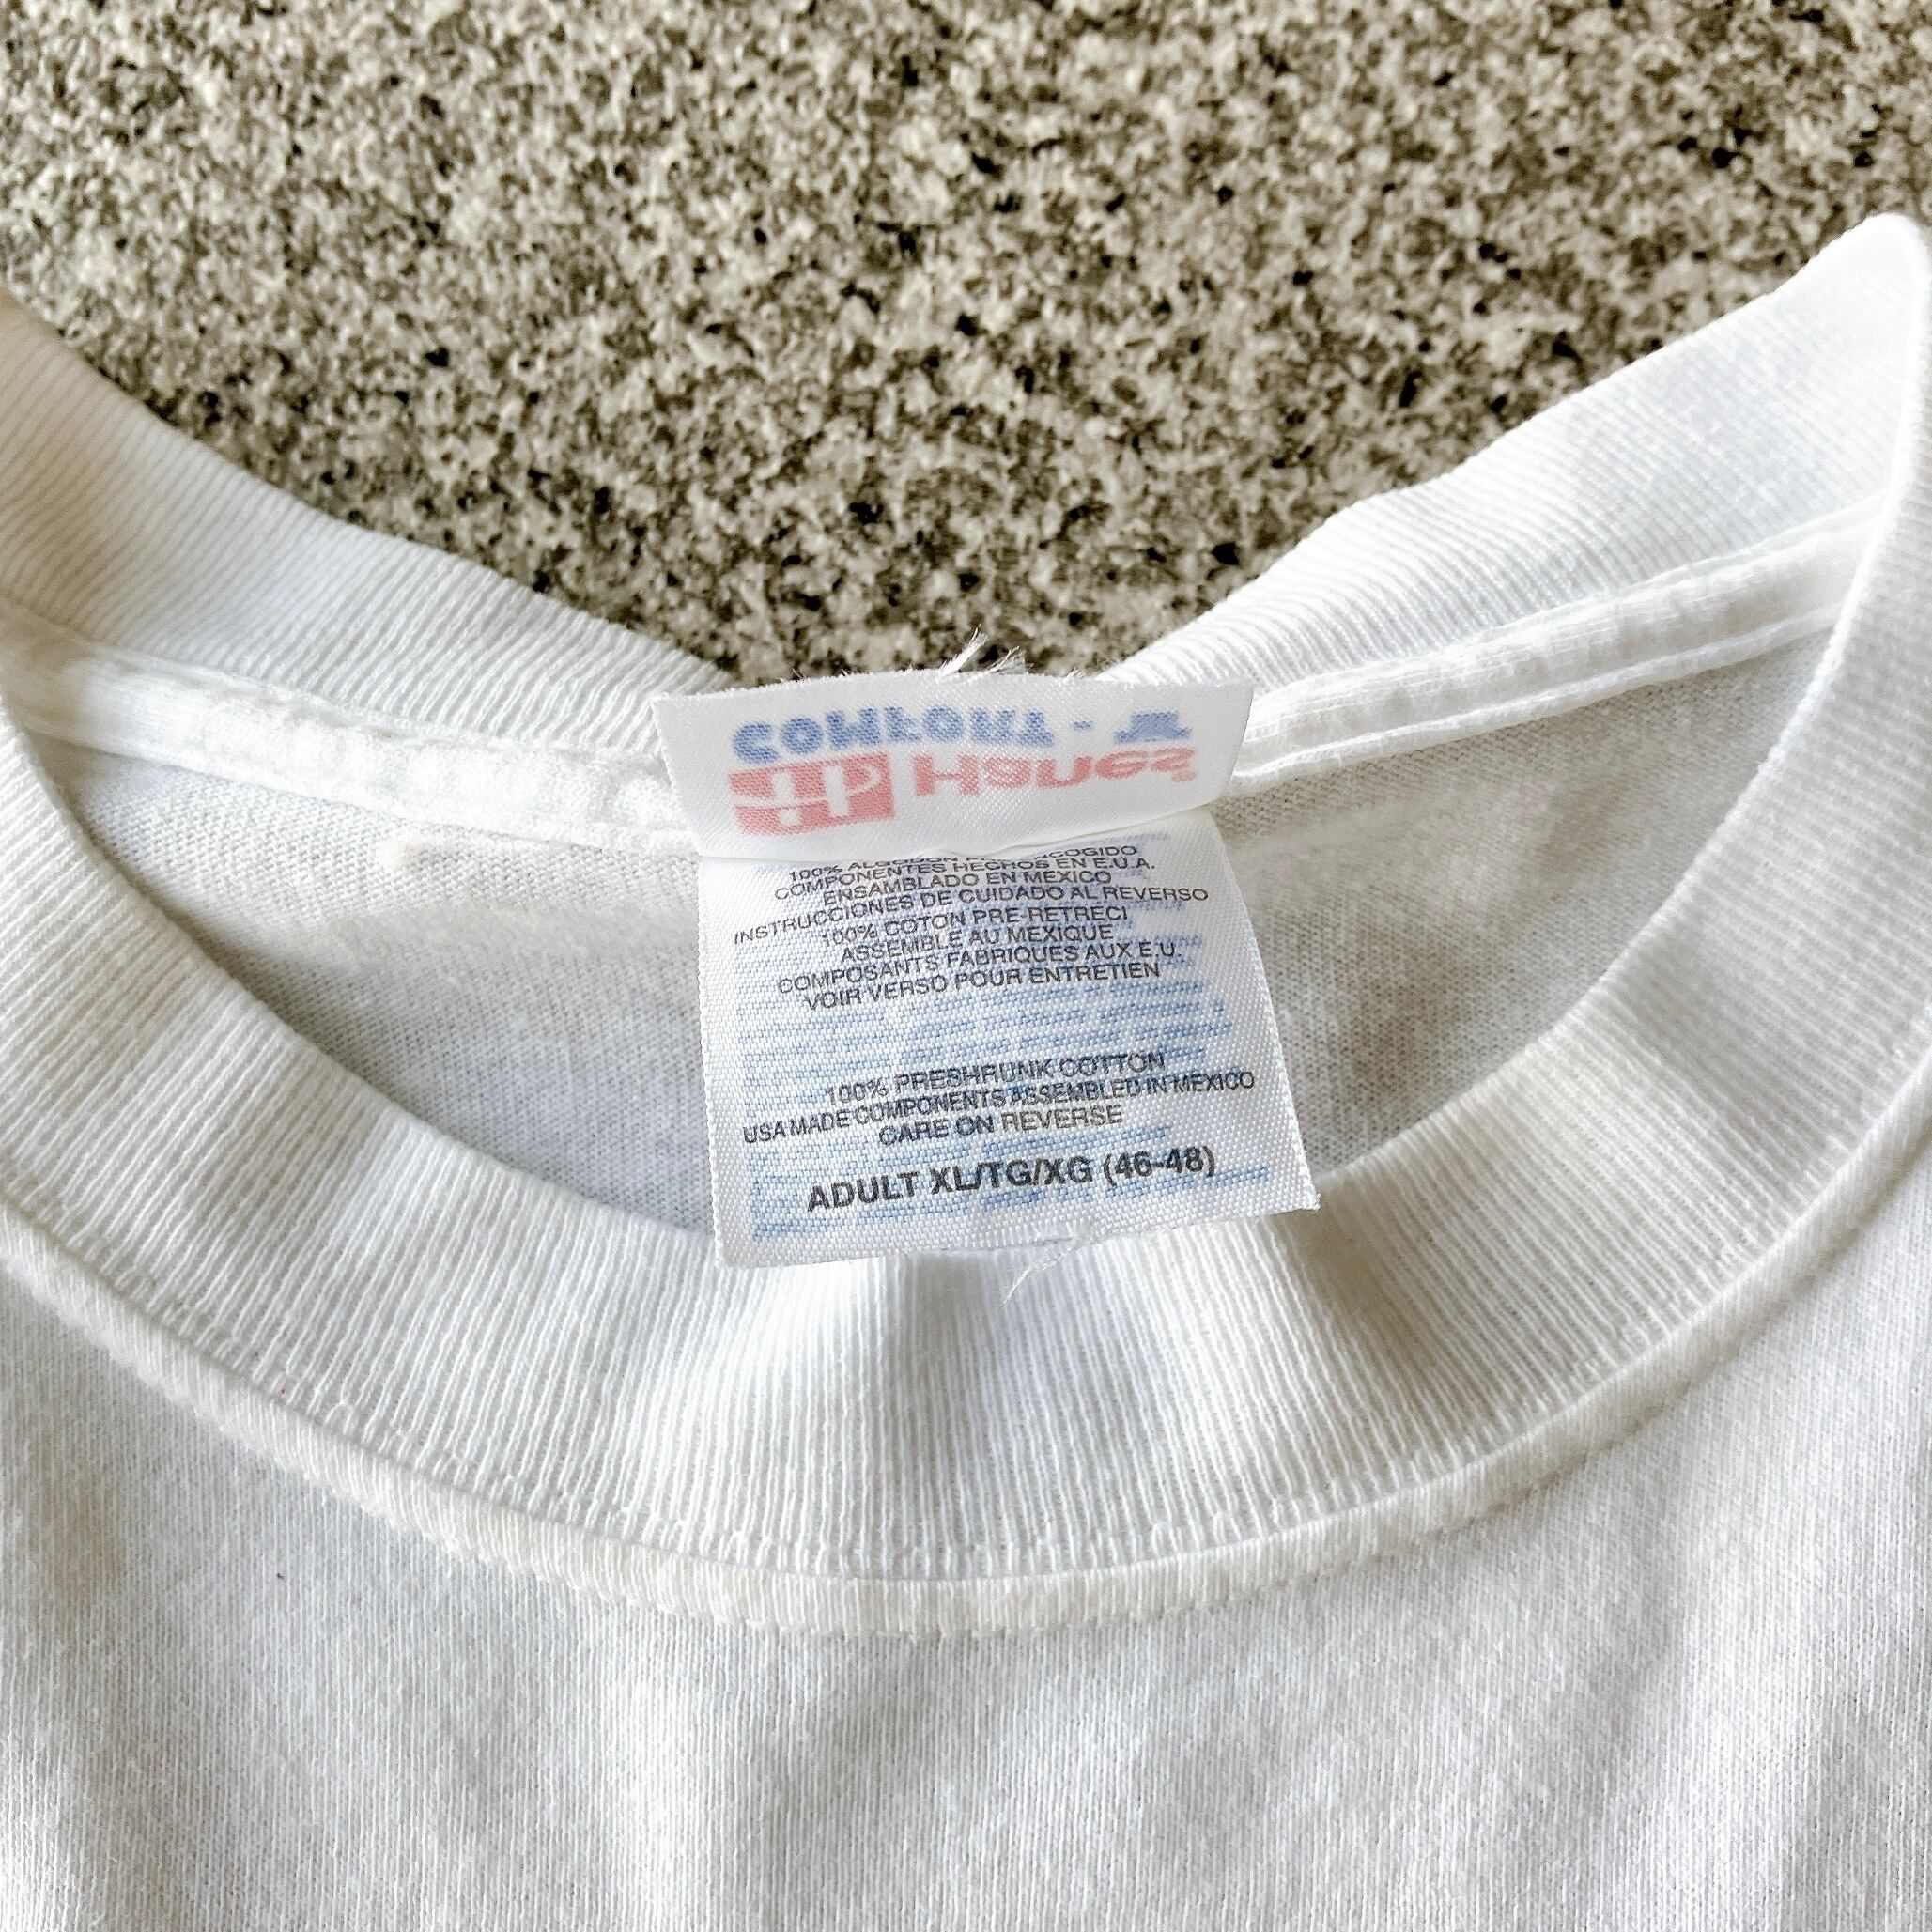 COMFORT - 
Hanes
100% ALGODON
COMPONENTES HECHOS EN E.U.A.
ENSAMBLADO EN MEXICO
INSTRUCCIONES DE CUIDADO AL REVERSO
100% COTON PRE-RETRECI
ASSEMBLE AU MEXIQUE
COMPOSANTS FABRIQUES AUX E.U.
VOIR VERSO POUR ENTRETIEN
100% PRESHRUNK COTTON
USA MADE COMPONENTS ASSEMBLED IN MEXICO
CARE ON REVERSE
ADULT XL/TG/XG (46-48)